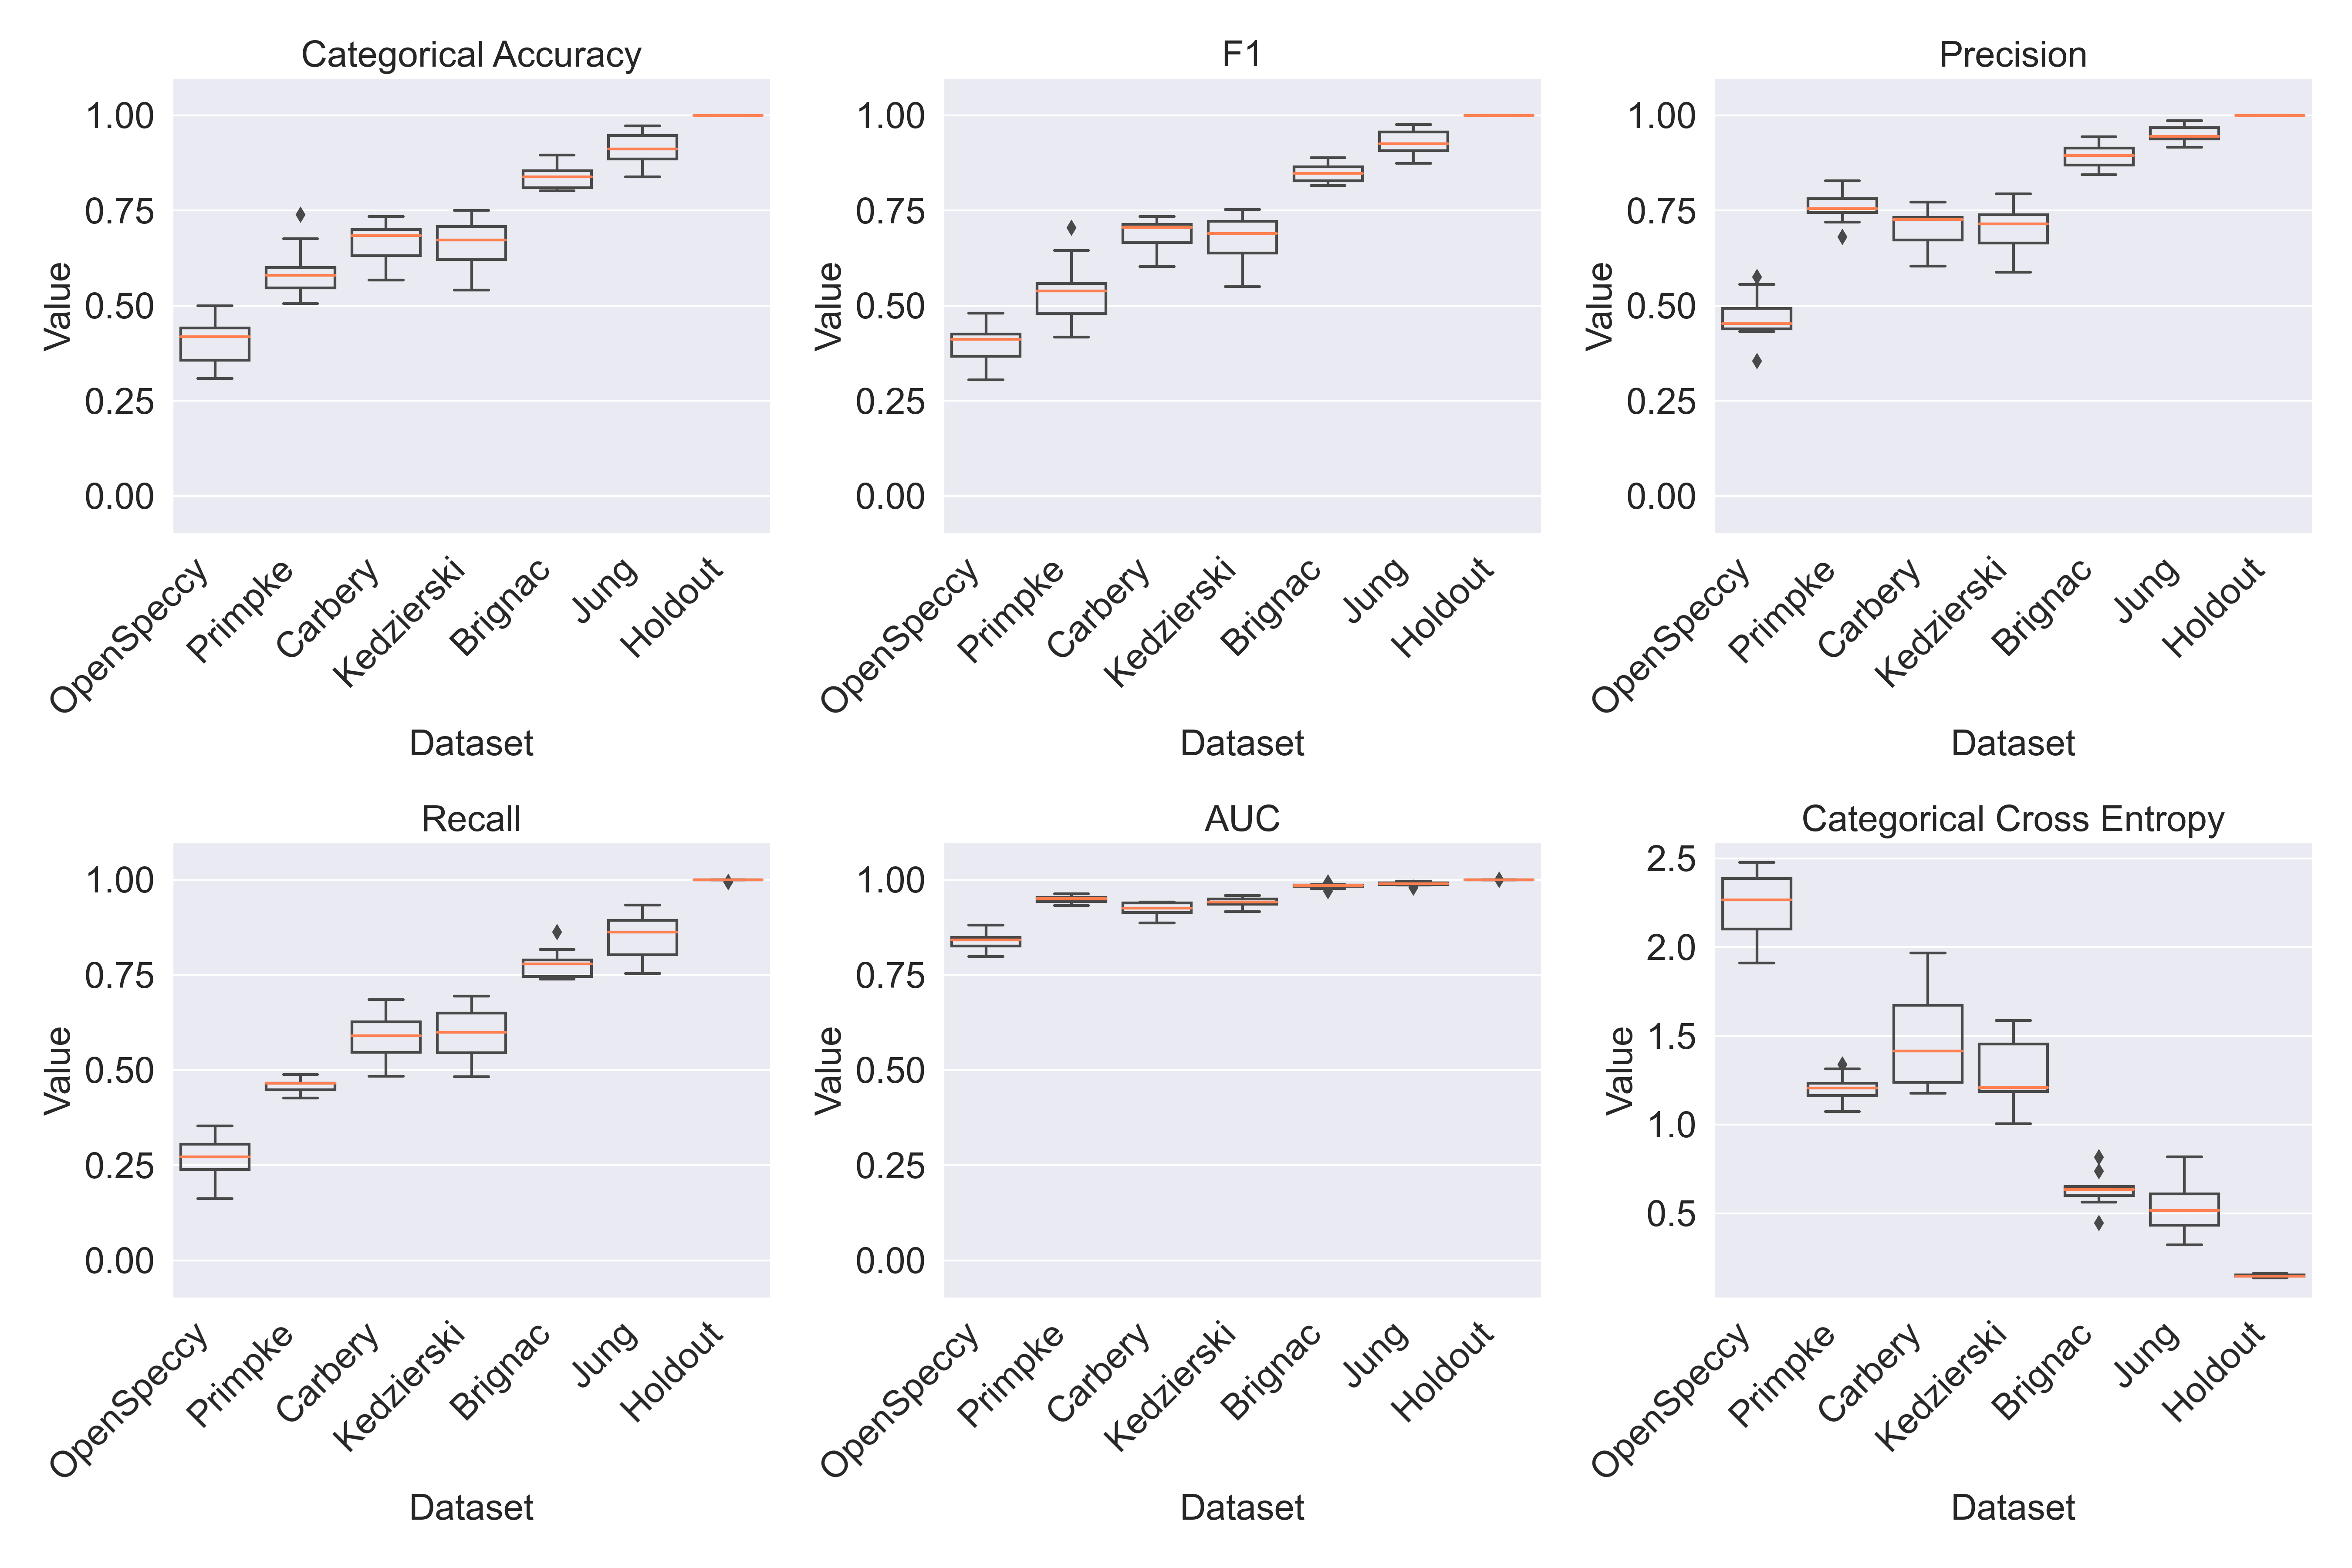 Categorical Accuracy
1.00
0.75
0.50
0.25
0.00
Value
OpenSpeccy
Primpke
Carbery
Kedzierski
Brignac
Jung
Holdout
Dataset
F1
1.00
0.75
0.50
0.25
0.00
Value
OpenSpeccy
Primpke
Carbery
Kedzierski
Brignac
Jung
Holdout
Dataset
Precision
1.00
0.75
0.50
0.25
0.00
Value
OpenSpeccy
Primpke
Carbery
Kedzierski
Brignac
Jung
Holdout
Dataset
Recall
1.00
0.75
0.50
0.25
0.00
Value
OpenSpeccy
Primpke
Carbery
Kedzierski
Brignac
Jung
Holdout
Dataset
AUC
1.00
0.75
0.50
0.25
0.00
Value
OpenSpeccy
Primpke
Carbery
Kedzierski
Brignac
Jung
Holdout
Dataset
Categorical Cross Entropy
2.5
2.0
1.5
1.0
0.5
Value
OpenSpeccy
Primpke
Carbery
Kedzierski
Brignac
Jung
Holdout
Dataset